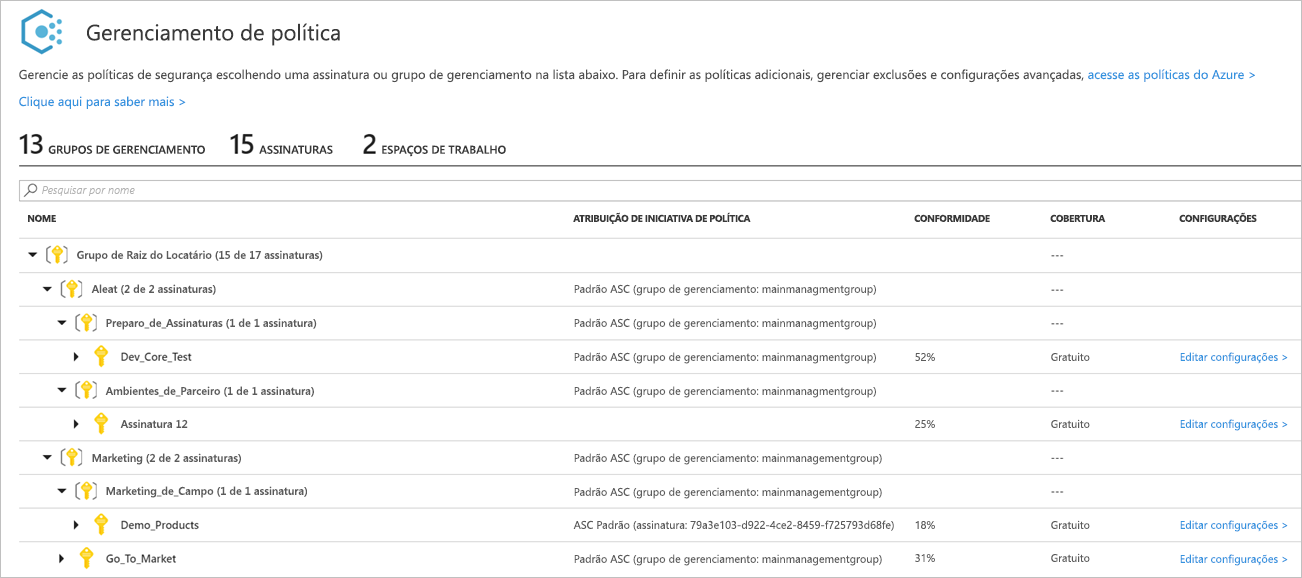 Gerenciamento de política
Gerencie as políticas de segurança escolhendo uma assinatura ou grupo de gerenciamento na lista abaixo. Para definir as políticas adicionais, gerenciar exclusões e configurações avançadas, acesse as políticas do Azure >
Clique aqui para saber mais >
13 GRUPOS DE GERENCIAMENTO 15 ASSINATURAS 2 ESPAÇOS DE TRABALHO
Pesquisar por nome
NOME ATRIBUIÇÃO DE INICIATIVA DE POLÍTICA CONFORMIDADE COBERTURA CONFIGURAÇÕES
Grupo de Raiz do Locatário (15 de 17 assinaturas) ---
Aleat (2 de 2 assinaturas) Padrão ASC (grupo de gerenciamento: mainmanagmentgroup) ---
Preparo_de_Assinaturas (1 de 1 assinatura) Padrão ASC (grupo de gerenciamento: mainmanagmentgroup) ---
Dev_Core_Test Padrão ASC (grupo de gerenciamento: mainmanagmentgroup) 52% Gratuito Editar configurações >
Ambientes_de_Parceiro (1 de 1 assinatura) Padrão ASC (grupo de gerenciamento: mainmanagmentgroup) ---
Assinatura 12 Padrão ASC (grupo de gerenciamento: mainmanagmentgroup) 25% Gratuito Editar configurações >
Marketing (2 de 2 assinaturas) Padrão ASC (grupo de gerenciamento: mainmanagementgroup) ---
Marketing_de_Campo (1 de 1 assinatura) Padrão ASC (grupo de gerenciamento: mainmanagementgroup) ---
Demo_Products ASC Padrão (assinatura: 79a3e103-d922-4ce2-8459-f725793d68fe) 18% Gratuito Editar configurações >
Go_To_Market Padrão ASC (grupo de gerenciamento: mainmanagementgroup) 31% Gratuito Editar configurações >